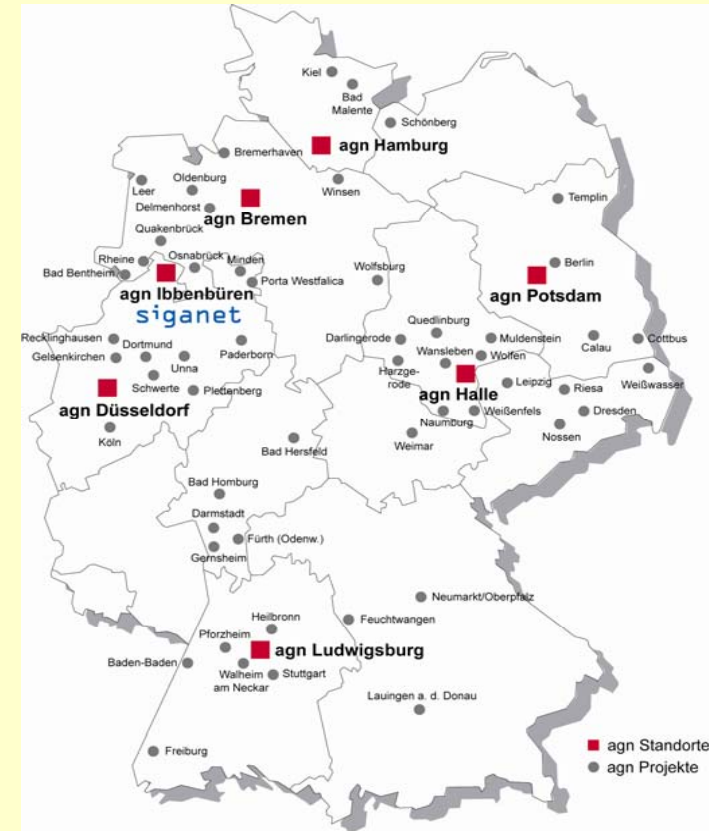 Kiel
Bad
Malente
Schönberg
agn Hamburg
Bremerhaven
Leer
Oldenburg
Winsen
Delmenhorst
agn Bremen
Templin
Quakenbrück
Rheine
Osnabrück
Minden
Berlin
Bad Bentheim
Porta Westfalica
Wolfsburg
agn Ibbenbüren
agn Potsdam
siganet
Quedlinburg
Recklinghausen
Dortmund
Darlingerode
Muldenstein
Calau
Cottbus
Gelsenkirchen
Unna
Paderborn
Wansleben
Wolfen
Schwerte
Plettenberg
Harzge-
rode
Leipzig
Riesa
Weißwasser
agn Düsseldorf
agn Halle
Köln
Naumburg
Weißenfels
Dresden
Weimar
Nossen
Bad Hersfeld
Bad Homburg
Darmstadt
Fürth (Odenw.)
Gernsheim
Neumarkt/Oberpfalz
Heilbronn
Feuchtwangen
Pforzheim
agn Ludwigsburg
Baden-Baden
Walheim
am Neckar
Stuttgart
Lauingen a. d. Donau
Freiburg
agn Standorte
agn Projekte